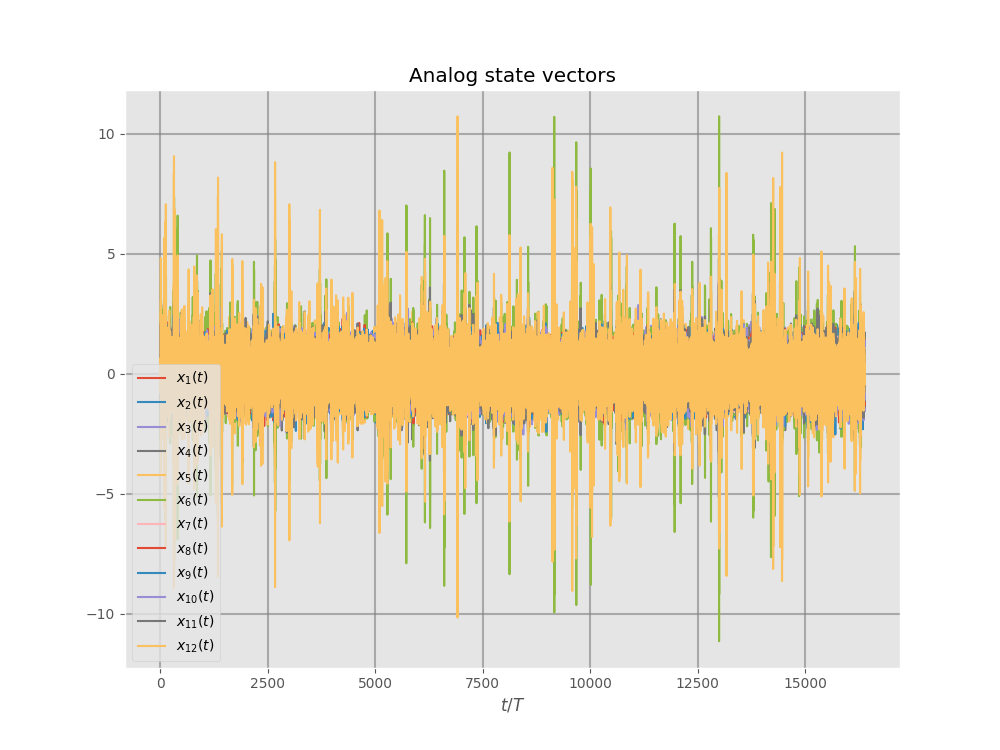 Analog state vectors
10
5
0
−5
−10
x₁(t)
x₂(t)
x₃(t)
x₄(t)
x₅(t)
x₆(t)
x₇(t)
x₈(t)
x₉(t)
x₁₀(t)
x₁₁(t)
x₁₂(t)
0 2500 5000 7500 10000 12500 15000
t/T